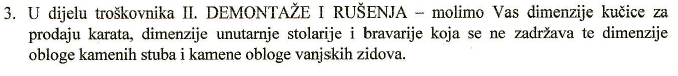 3. U dijelu troškovnika II. DEMONTAŽE I RUŠENJA – molimo Vas dimenzije kućice za
prodaju karata, dimenzije unutarnje stolarije i bravarije koja se ne zadržava te dimenzije
obloge kamenih stuba i kamene obloge vanjskih zidova.